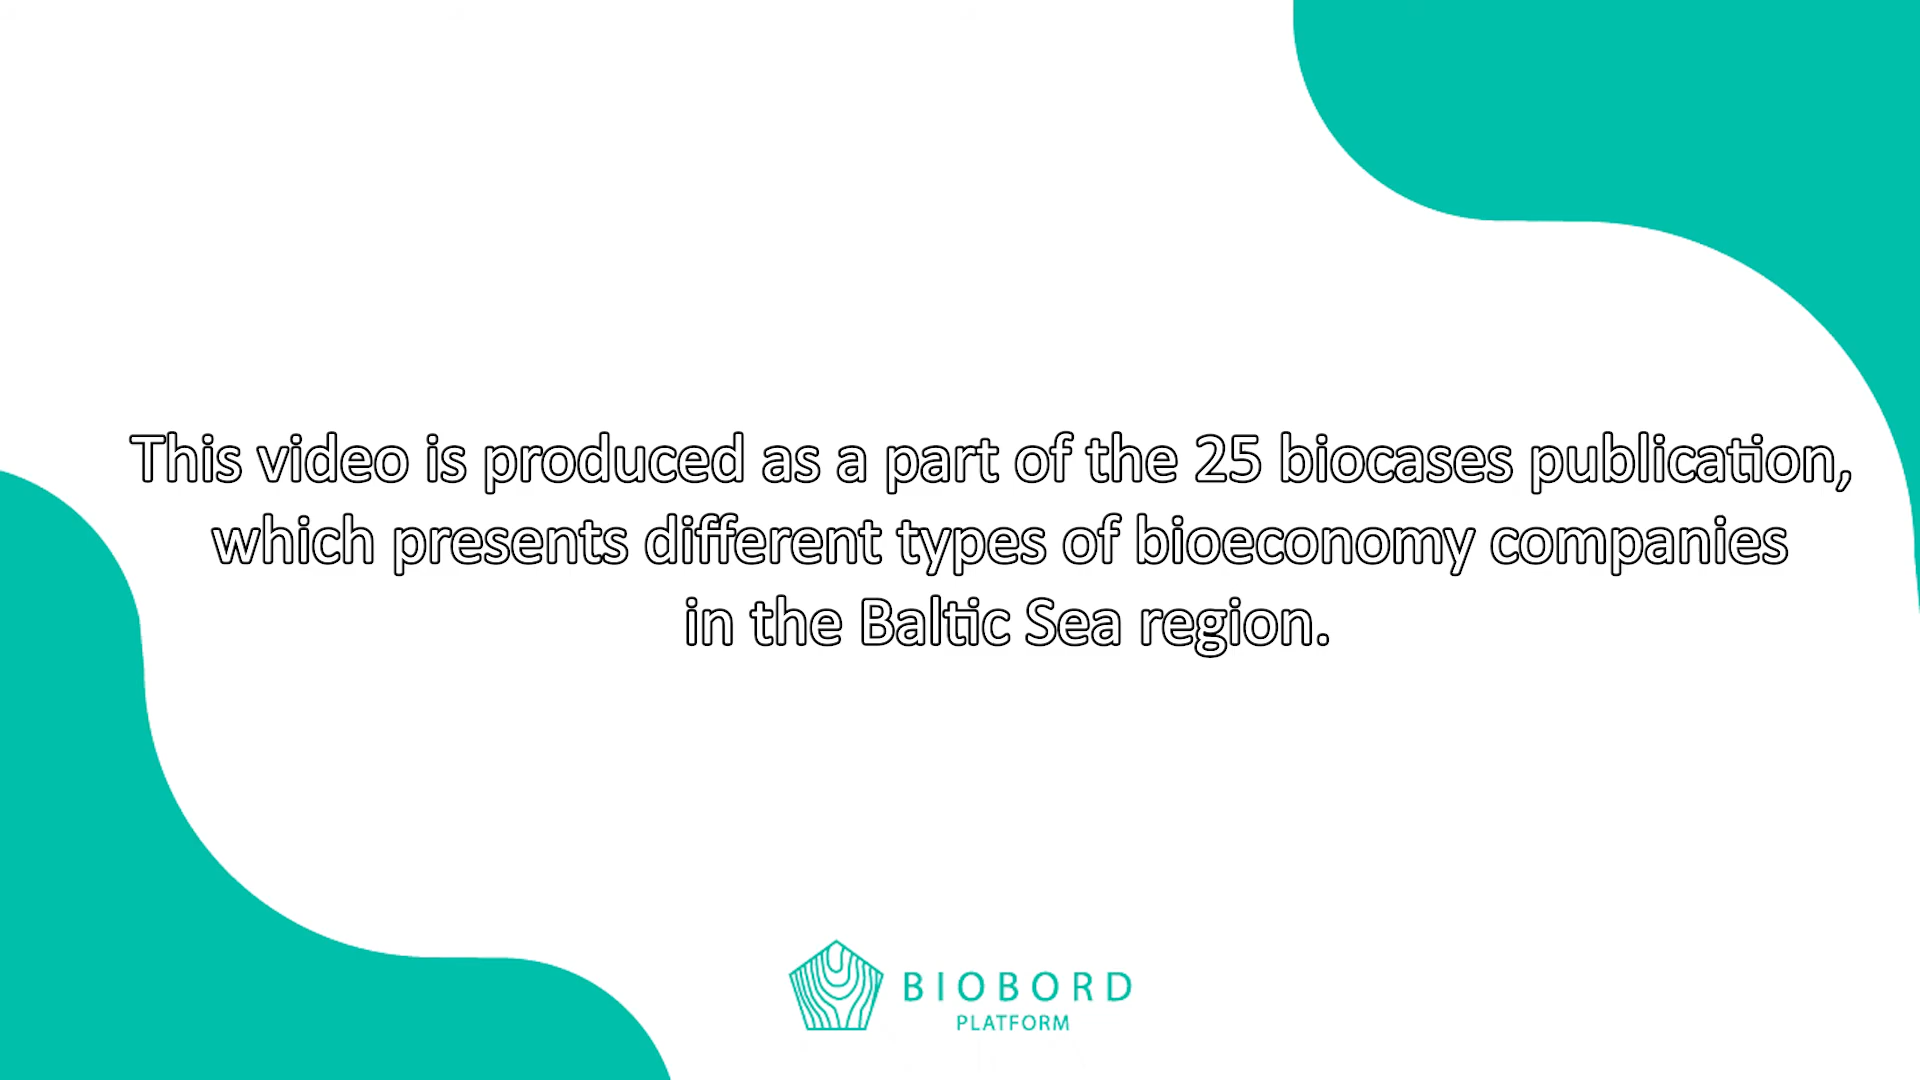 This video is produced as a part of the 25 biocases publication,
which presents different types of bioeconomy companies
in the Baltic Sea region.
BIOBORD
PLATFORM